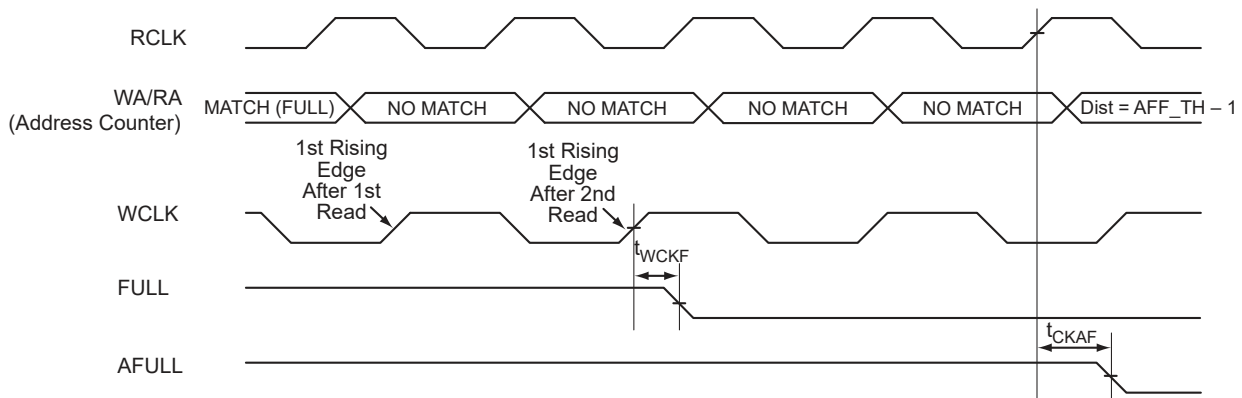 RCLK
WA/RA
(Address Counter)
MATCH (FULL) NO MATCH NO MATCH NO MATCH NO MATCH Dist = AFF_TH – 1
1st Rising
Edge
After 1st
Read
1st Rising
Edge
After 2nd
Read
WCLK
tWCKF
FULL
tCKAF
AFULL